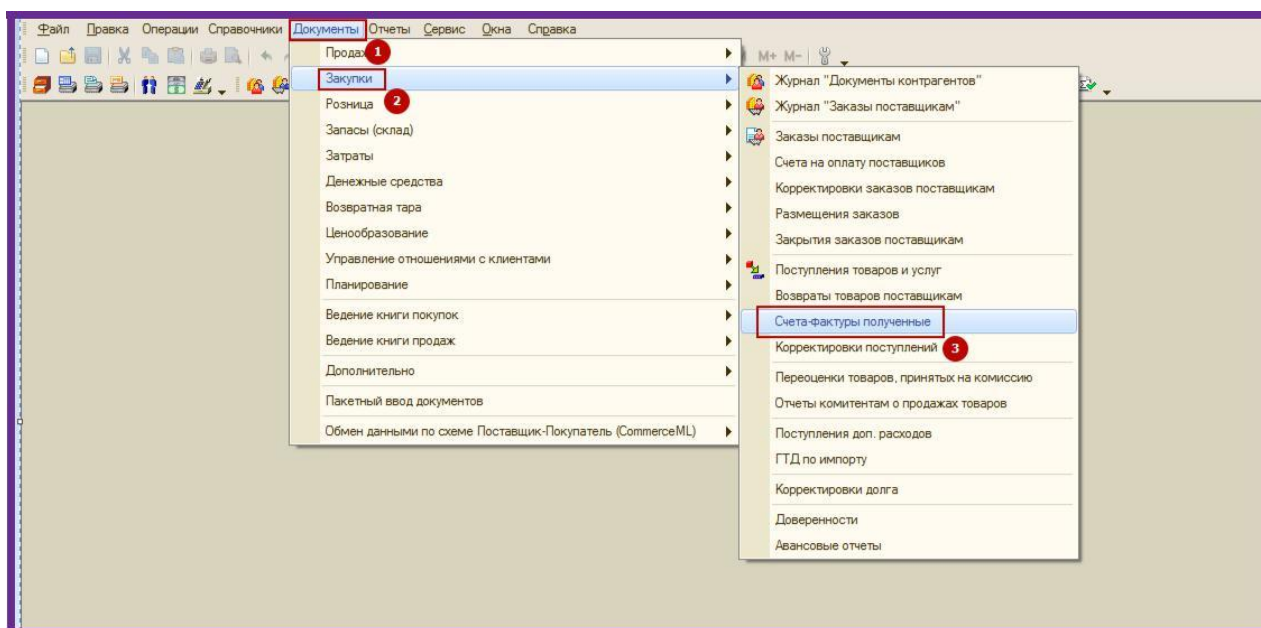 Файл Правка Операции Справочники Документы Отчеты Сервис Окна Справка
1
M+ M-
Закупки
2
Розница
Запасы (склад)
Затраты
Денежные средства
Возвратная тара
Ценообразование
Управление отношениями с клиентами
Планирование
Ведение книги покупок
Ведение книги продаж
Дополнительно
Пакетный ввод документов
Обмен данными по схеме Поставщик-Покупатель (CommerceML)
Журнал "Документы контрагентов"
Журнал "Заказы поставщикам"
Заказы поставщикам
Счета на оплату поставщиков
Корректировки заказов поставщикам
Размещения заказов
Закрытия заказов поставщикам
Поступления товаров и услуг
Возвраты товаров поставщикам
Счета-фактуры полученные
Корректировки поступлений 3
Переоценки товаров, принятых на комиссию
Отчеты комитентам о продажах товаров
Поступления доп. расходов
ГТД по импорту
Корректировки долга
Доверенности
Авансовые отчеты